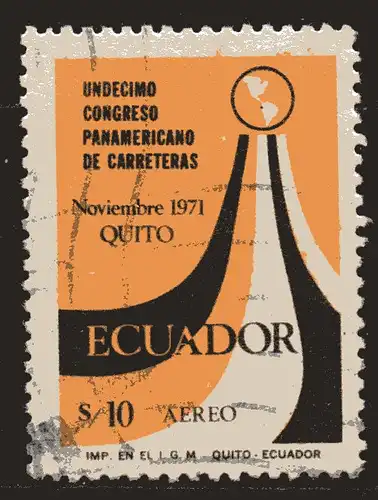 UNDECIMO
CONGRESO
PANAMERICANO
DE CARRETERAS
Noviembre 1971
QUITO
ECUADOR
S/ 10 AEREO
IMP. EN EL I. G. M QUITO - ECUADOR